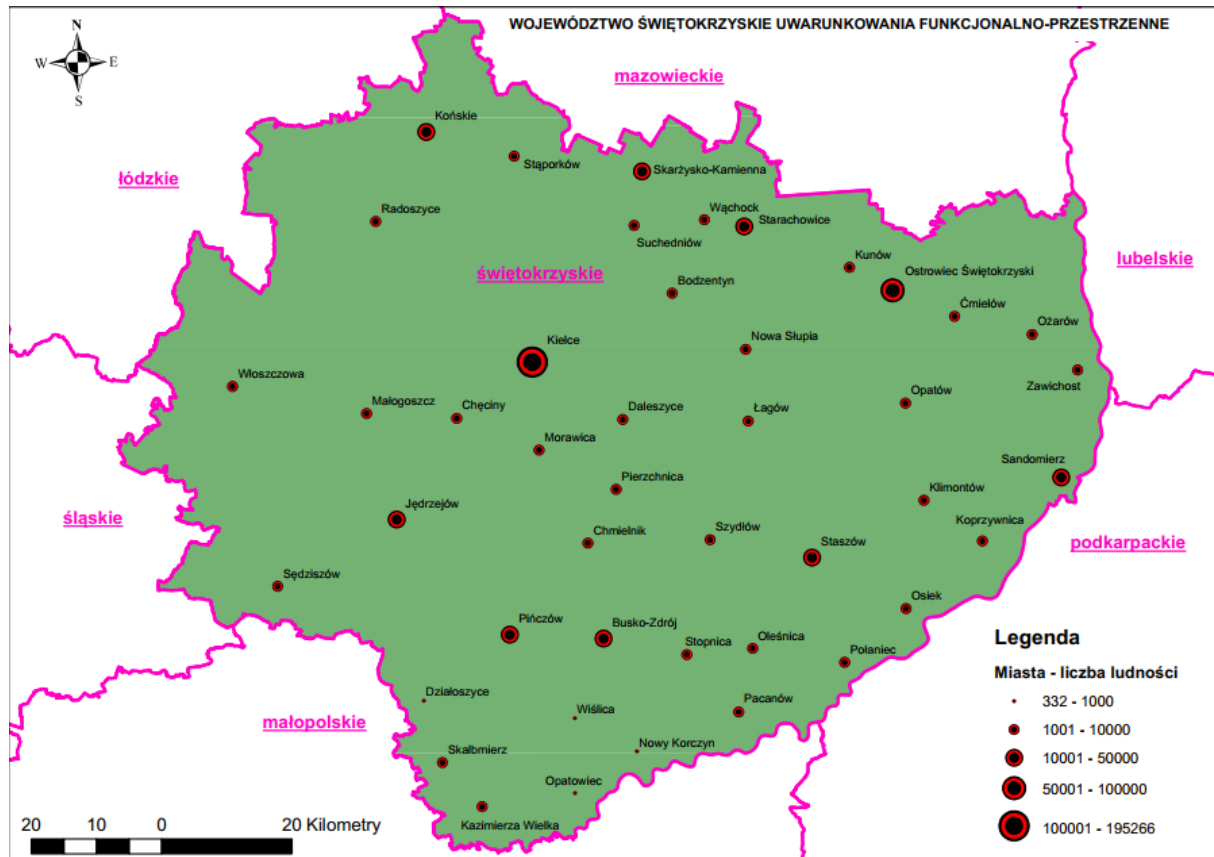 WOJEWÓDZTWO ŚWIĘTOKRZYSKIE UWARUNKOWANIA FUNKCJONALNO-PRZESTRZENNE
N
W E
S
mazowieckie
Końskie
Stąporków
Skarżysko-Kamienna
łódzkie
Radoszyce
Wąchock
Starachowice
Suchedniów
Kunów
lubelskie
świętokrzyskie
Ostrowiec Świętokrzyski
Bodzentyn
Ćmielów
Ożarów
Kielce
Nowa Słupia
Włoszczowa
Zawichost
Małogoszcz
Chęciny
Daleszyce
Łagów
Opatów
Morawica
Sandomierz
Pierzchnica
Klimontów
Jędrzejów
śląskie
Koprzywnica
Chmielnik
Szydłów
Staszów
podkarpackie
Sędziszów
Osiek
Pińczów
Busko-Zdrój
Stopnica
Oleśnica
Połaniec
Działoszyce
Wiślica
Pacanów
małopolskie
Skalbmierz
Nowy Korczyn
Opatowiec
Kazimierza Wielka
Legenda
Miasta - liczba ludności
332 - 1000
1001 - 10000
10001 - 50000
50001 - 100000
100001 - 195266
20 10 0 20 Kilometry